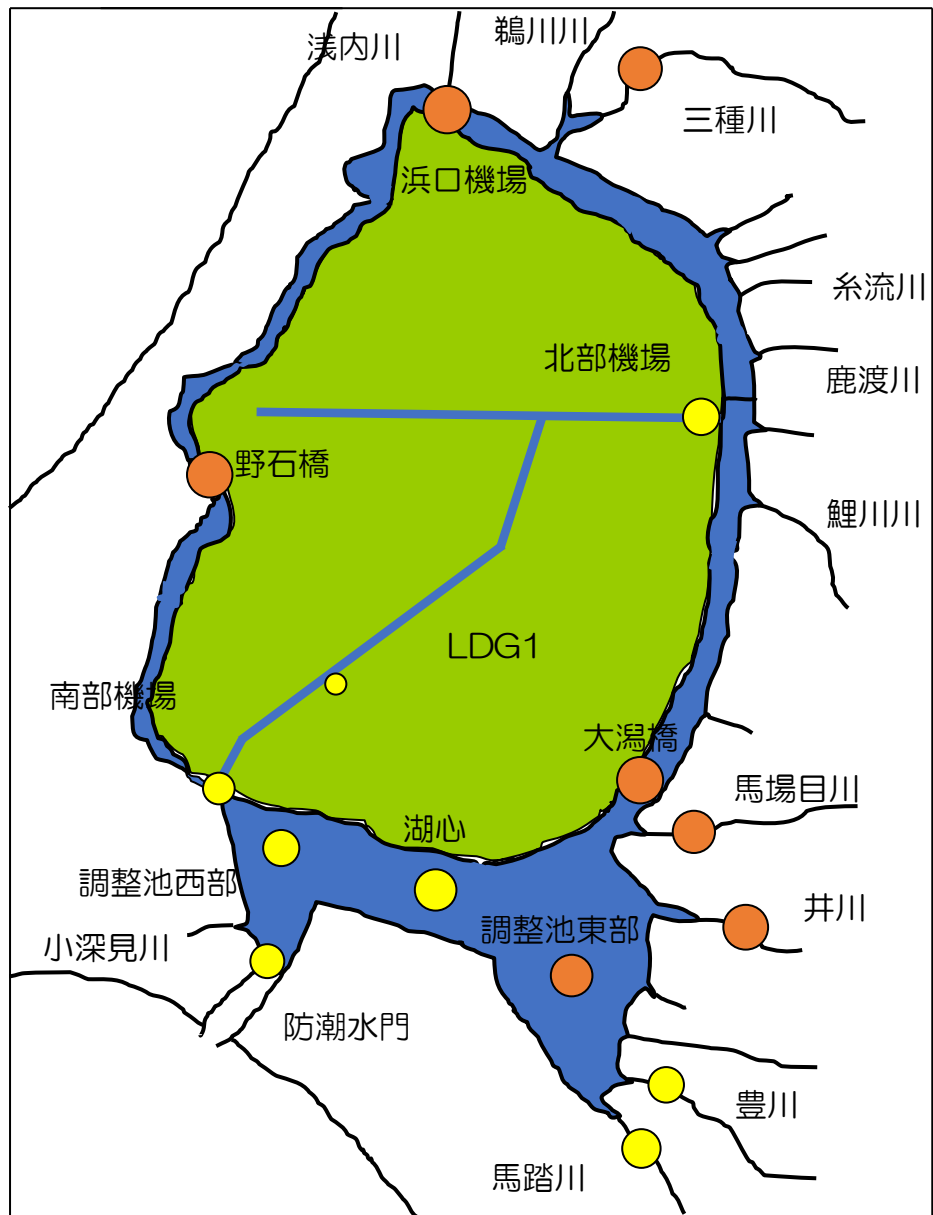 鵜川川
浅内川
三種川
浜口機場
糸流川
北部機場
鹿渡川
野石橋
鯉川川
LDG1
南部機場
大潟橋
馬場目川
湖心
調整池西部
井川
調整池東部
小深見川
防潮水門
豊川
馬踏川